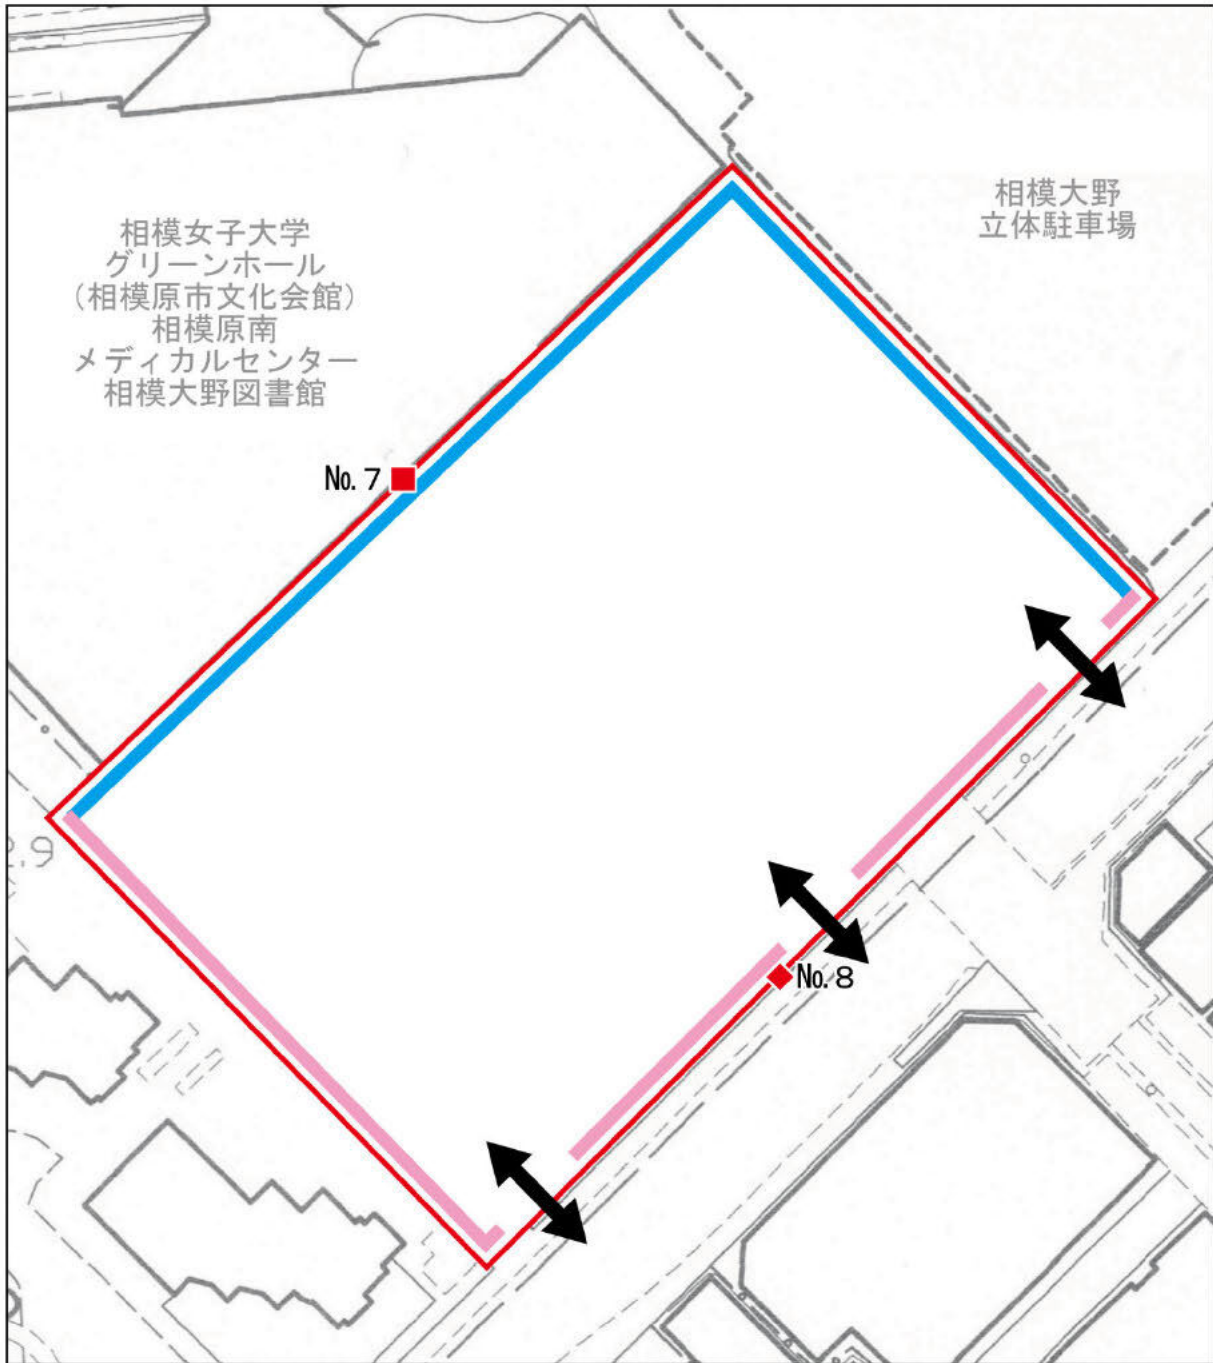 相模女子大学
グリーンホール
（相模原市文化会館）
相模原南
メディカルセンター
相模大野図書館
相模大野
立体駐車場
No. 7
No. 8
.9